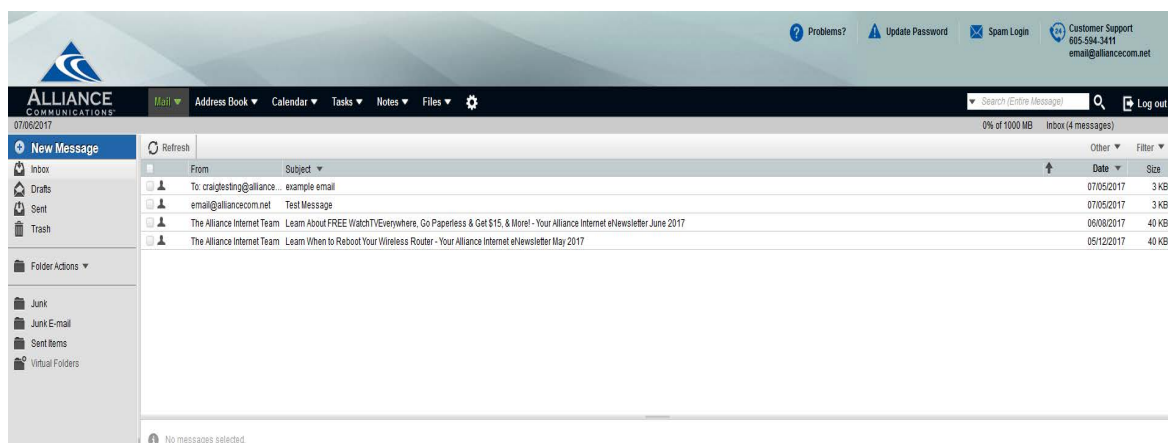 Problems?
Update Password
Spam Login
24
Customer Support
605-594-3411
email@alliancecom.net
ALLIANCE
COMMUNICATIONS
Mail
Address Book
Calendar
Tasks
Notes
Files
Search (Entire Message)
Log out
07/06/2017
0% of 1000 MB
Inbox (4 messages)
New Message
Refresh
Other
Filter
Inbox
Drafts
Sent
Trash
Folder Actions
Junk
Junk E-mail
Sent Items
Virtual Folders
From Subject Date Size
To: craigtesting@alliance... example email 07/05/2017 3 KB
email@alliancecom.net Test Message 07/05/2017 3 KB
The Alliance Internet Team Learn About FREE WatchTVEverywhere, Go Paperless & Get $15, & More! - Your Alliance Internet eNewsletter June 2017 06/08/2017 40 KB
The Alliance Internet Team Learn When to Reboot Your Wireless Router - Your Alliance Internet eNewsletter May 2017 05/12/2017 40 KB
No messages selected.